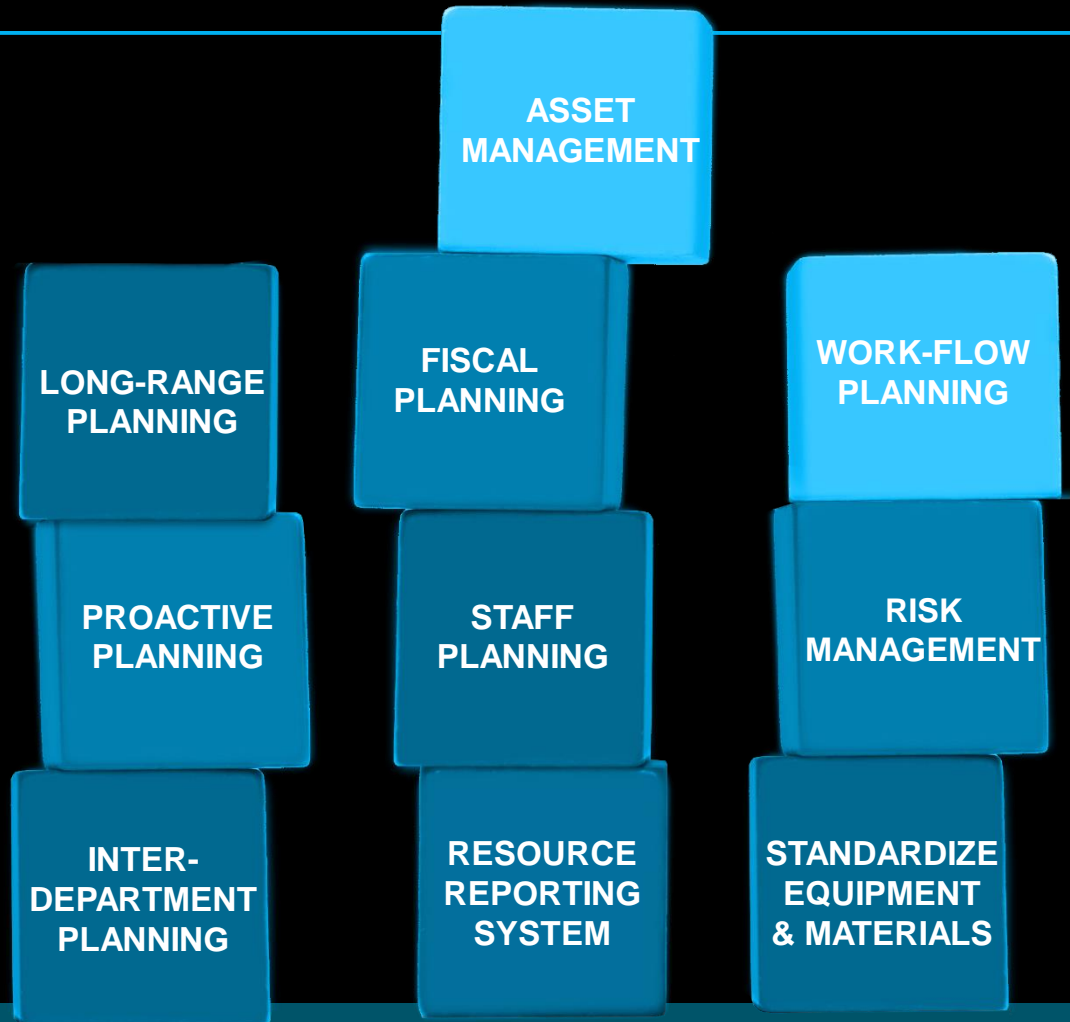 ASSET
MANAGEMENT
LONG-RANGE
PLANNING
FISCAL
PLANNING
WORK-FLOW
PLANNING
PROACTIVE
PLANNING
STAFF
PLANNING
RISK
MANAGEMENT
INTER-
DEPARTMENT
PLANNING
RESOURCE
REPORTING
SYSTEM
STANDARDIZE
EQUIPMENT
& MATERIALS